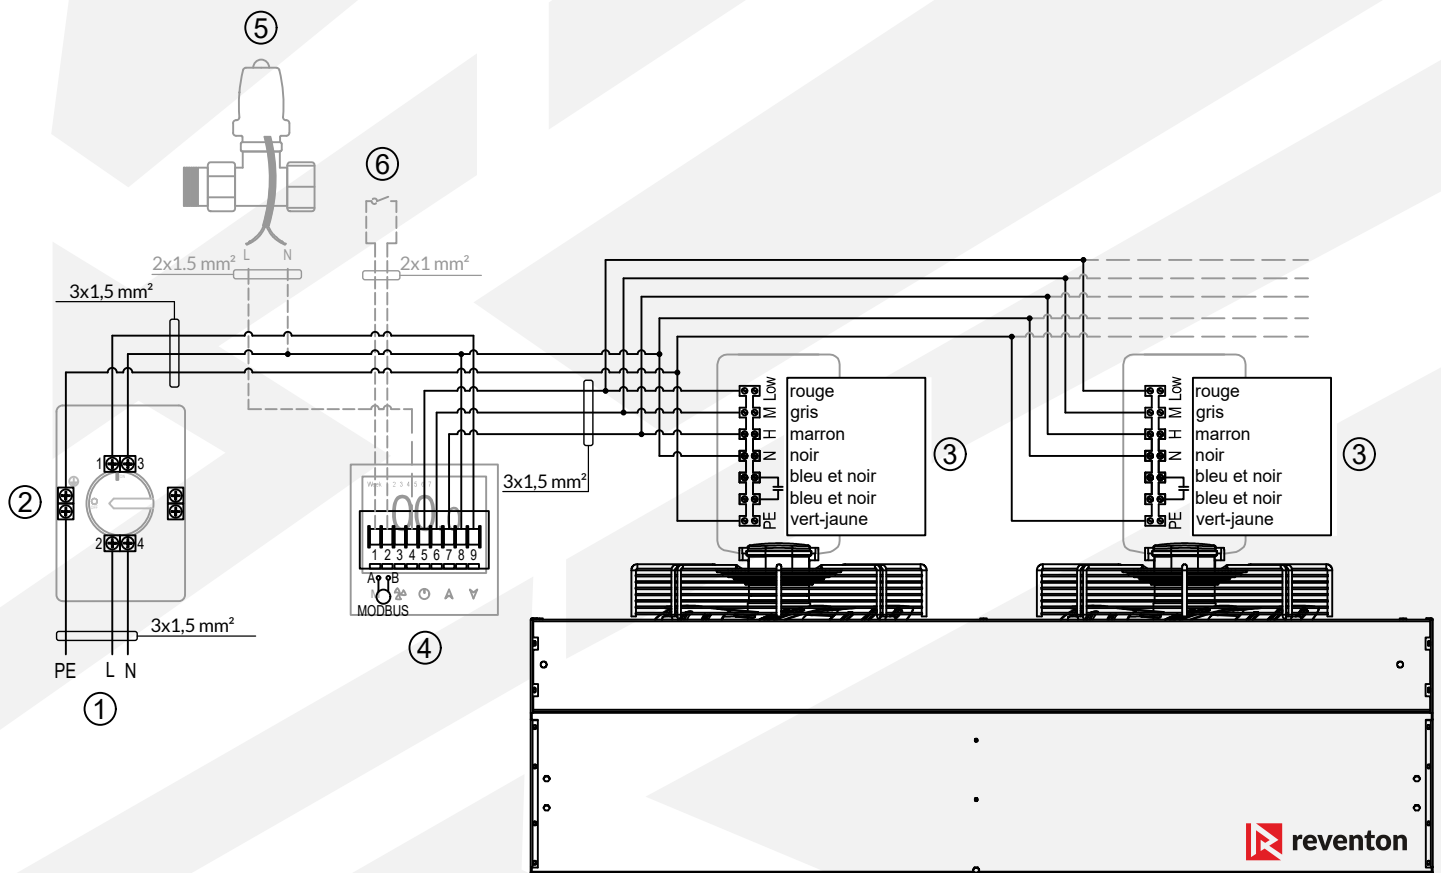 5
6
L N
2x1.5 mm²
2x1 mm²
3x1,5 mm²
Low rouge
M gris
H marron
N noir
bleu et noir
bleu et noir
PE vert-jaune
3
Low rouge
M gris
H marron
N noir
bleu et noir
bleu et noir
PE vert-jaune
3
1 3
2
2 4
3x1,5 mm²
1 2 3 4 5 6 7 8 9
A B
MODBUS
4
3x1,5 mm²
PE L N
1
reventon